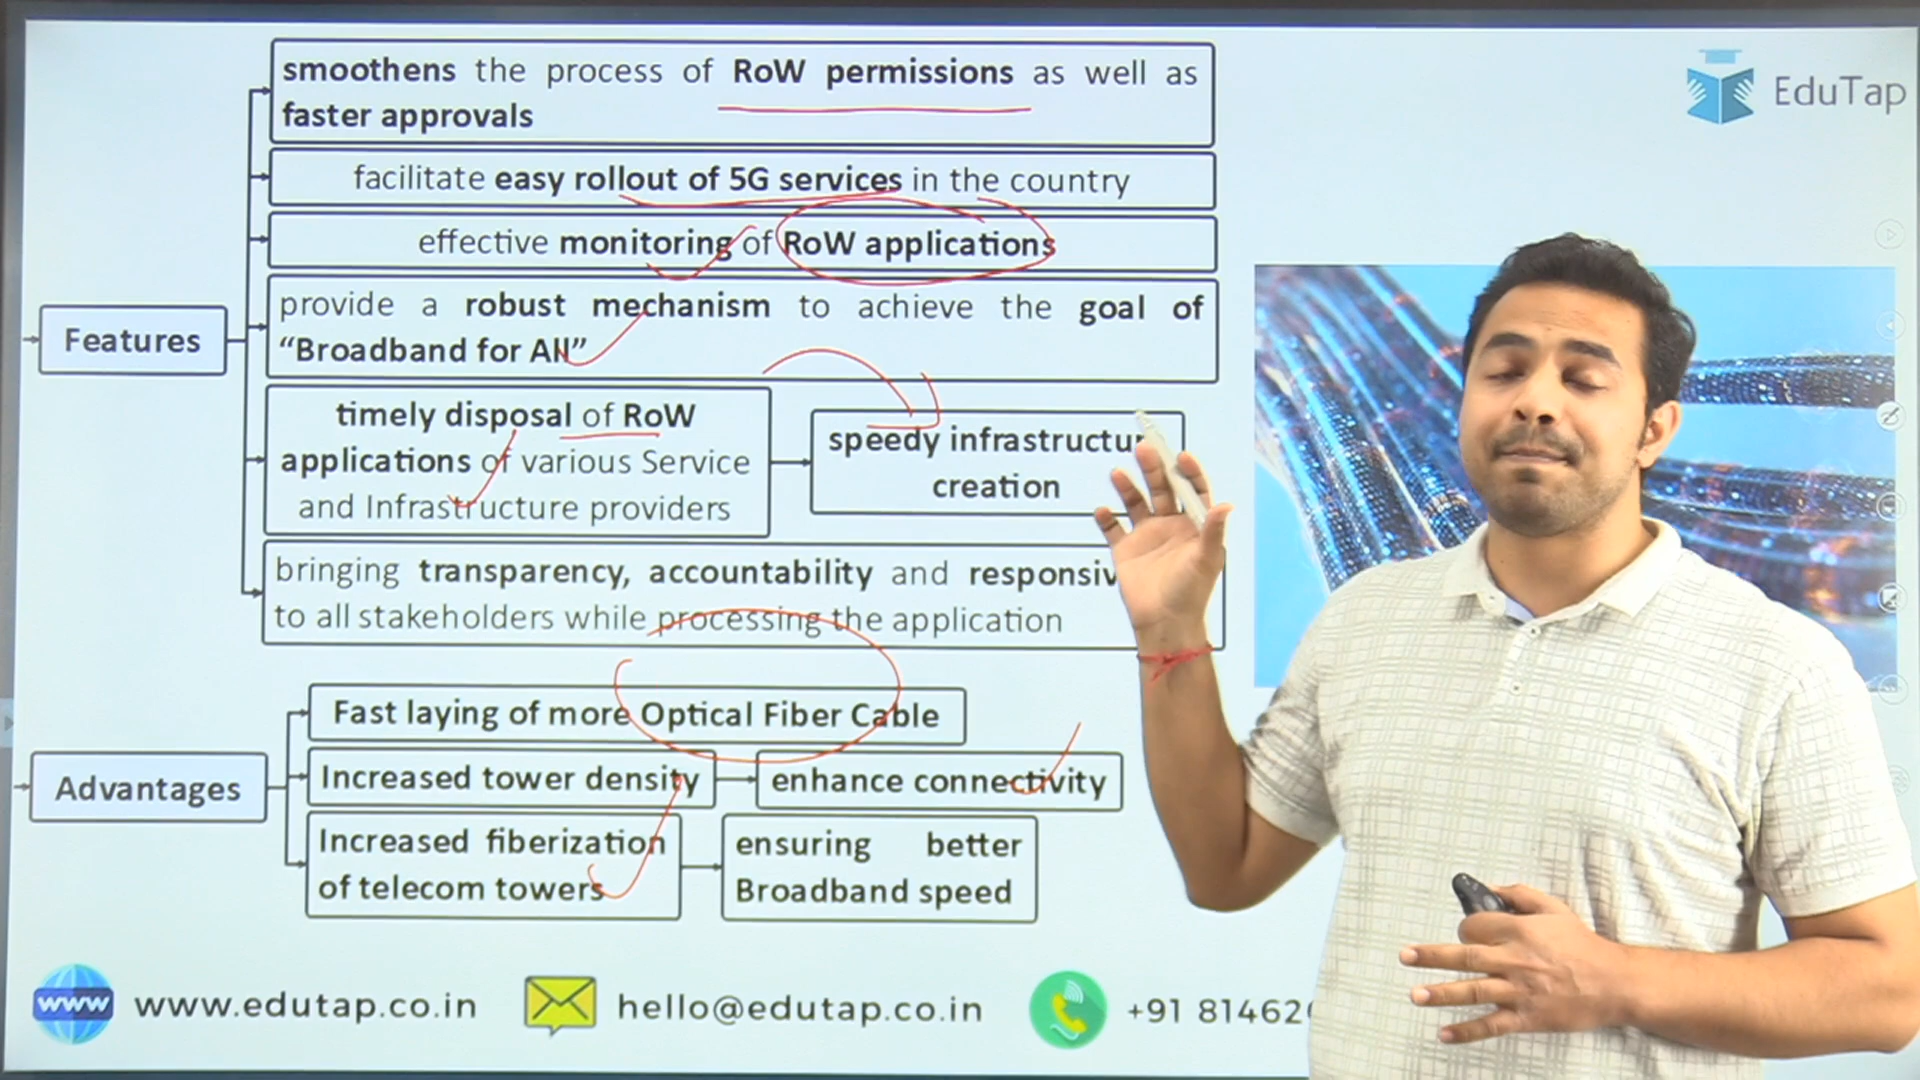 smoothens the process of RoW permissions as well as
faster approvals
EduTap
facilitate easy rollout of 5G services in the country
effective monitoring of RoW applications
Features
provide a robust mechanism to achieve the goal of
“Broadband for All”
timely disposal of RoW
applications of various Service
and Infrastructure providers
speedy infrastructu
creation
bringing transparency, accountability and responsiv
to all stakeholders while processing the application
Advantages
Fast laying of more Optical Fiber Cable
Increased tower density
enhance connectivity
Increased fiberization
of telecom towers
ensuring better
Broadband speed
www
www.edutap.co.in
hello@edutap.co.in
+91 81462